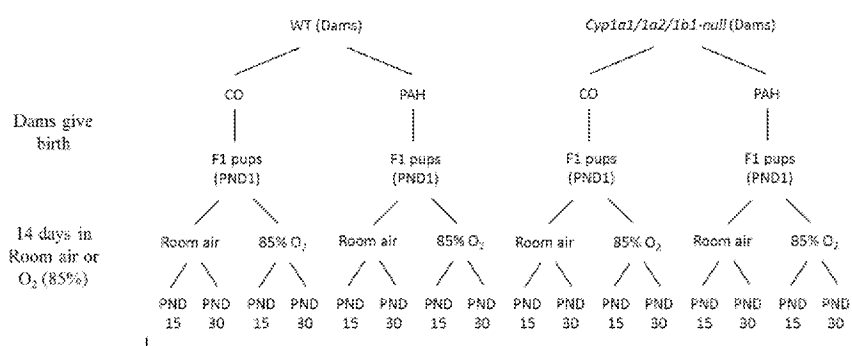 WT (Dams) Cyp1a1/1a2/1b1-null (Dams)
CO PAH CO PAH
Dams give
birth
F1 pups F1 pups F1 pups F1 pups
(PND1) (PND1) (PND1) (PND1)
14 days in
Room air or
O₂ (85%)
Room air 85% O₂ Room air 85% O₂ Room air 85% O₂ Room air 85% O₂
PND PND PND PND PND PND PND PND PND PND PND PND PND PND PND PND
15 30 15 30 15 30 15 30 15 30 15 30 15 30 15 30